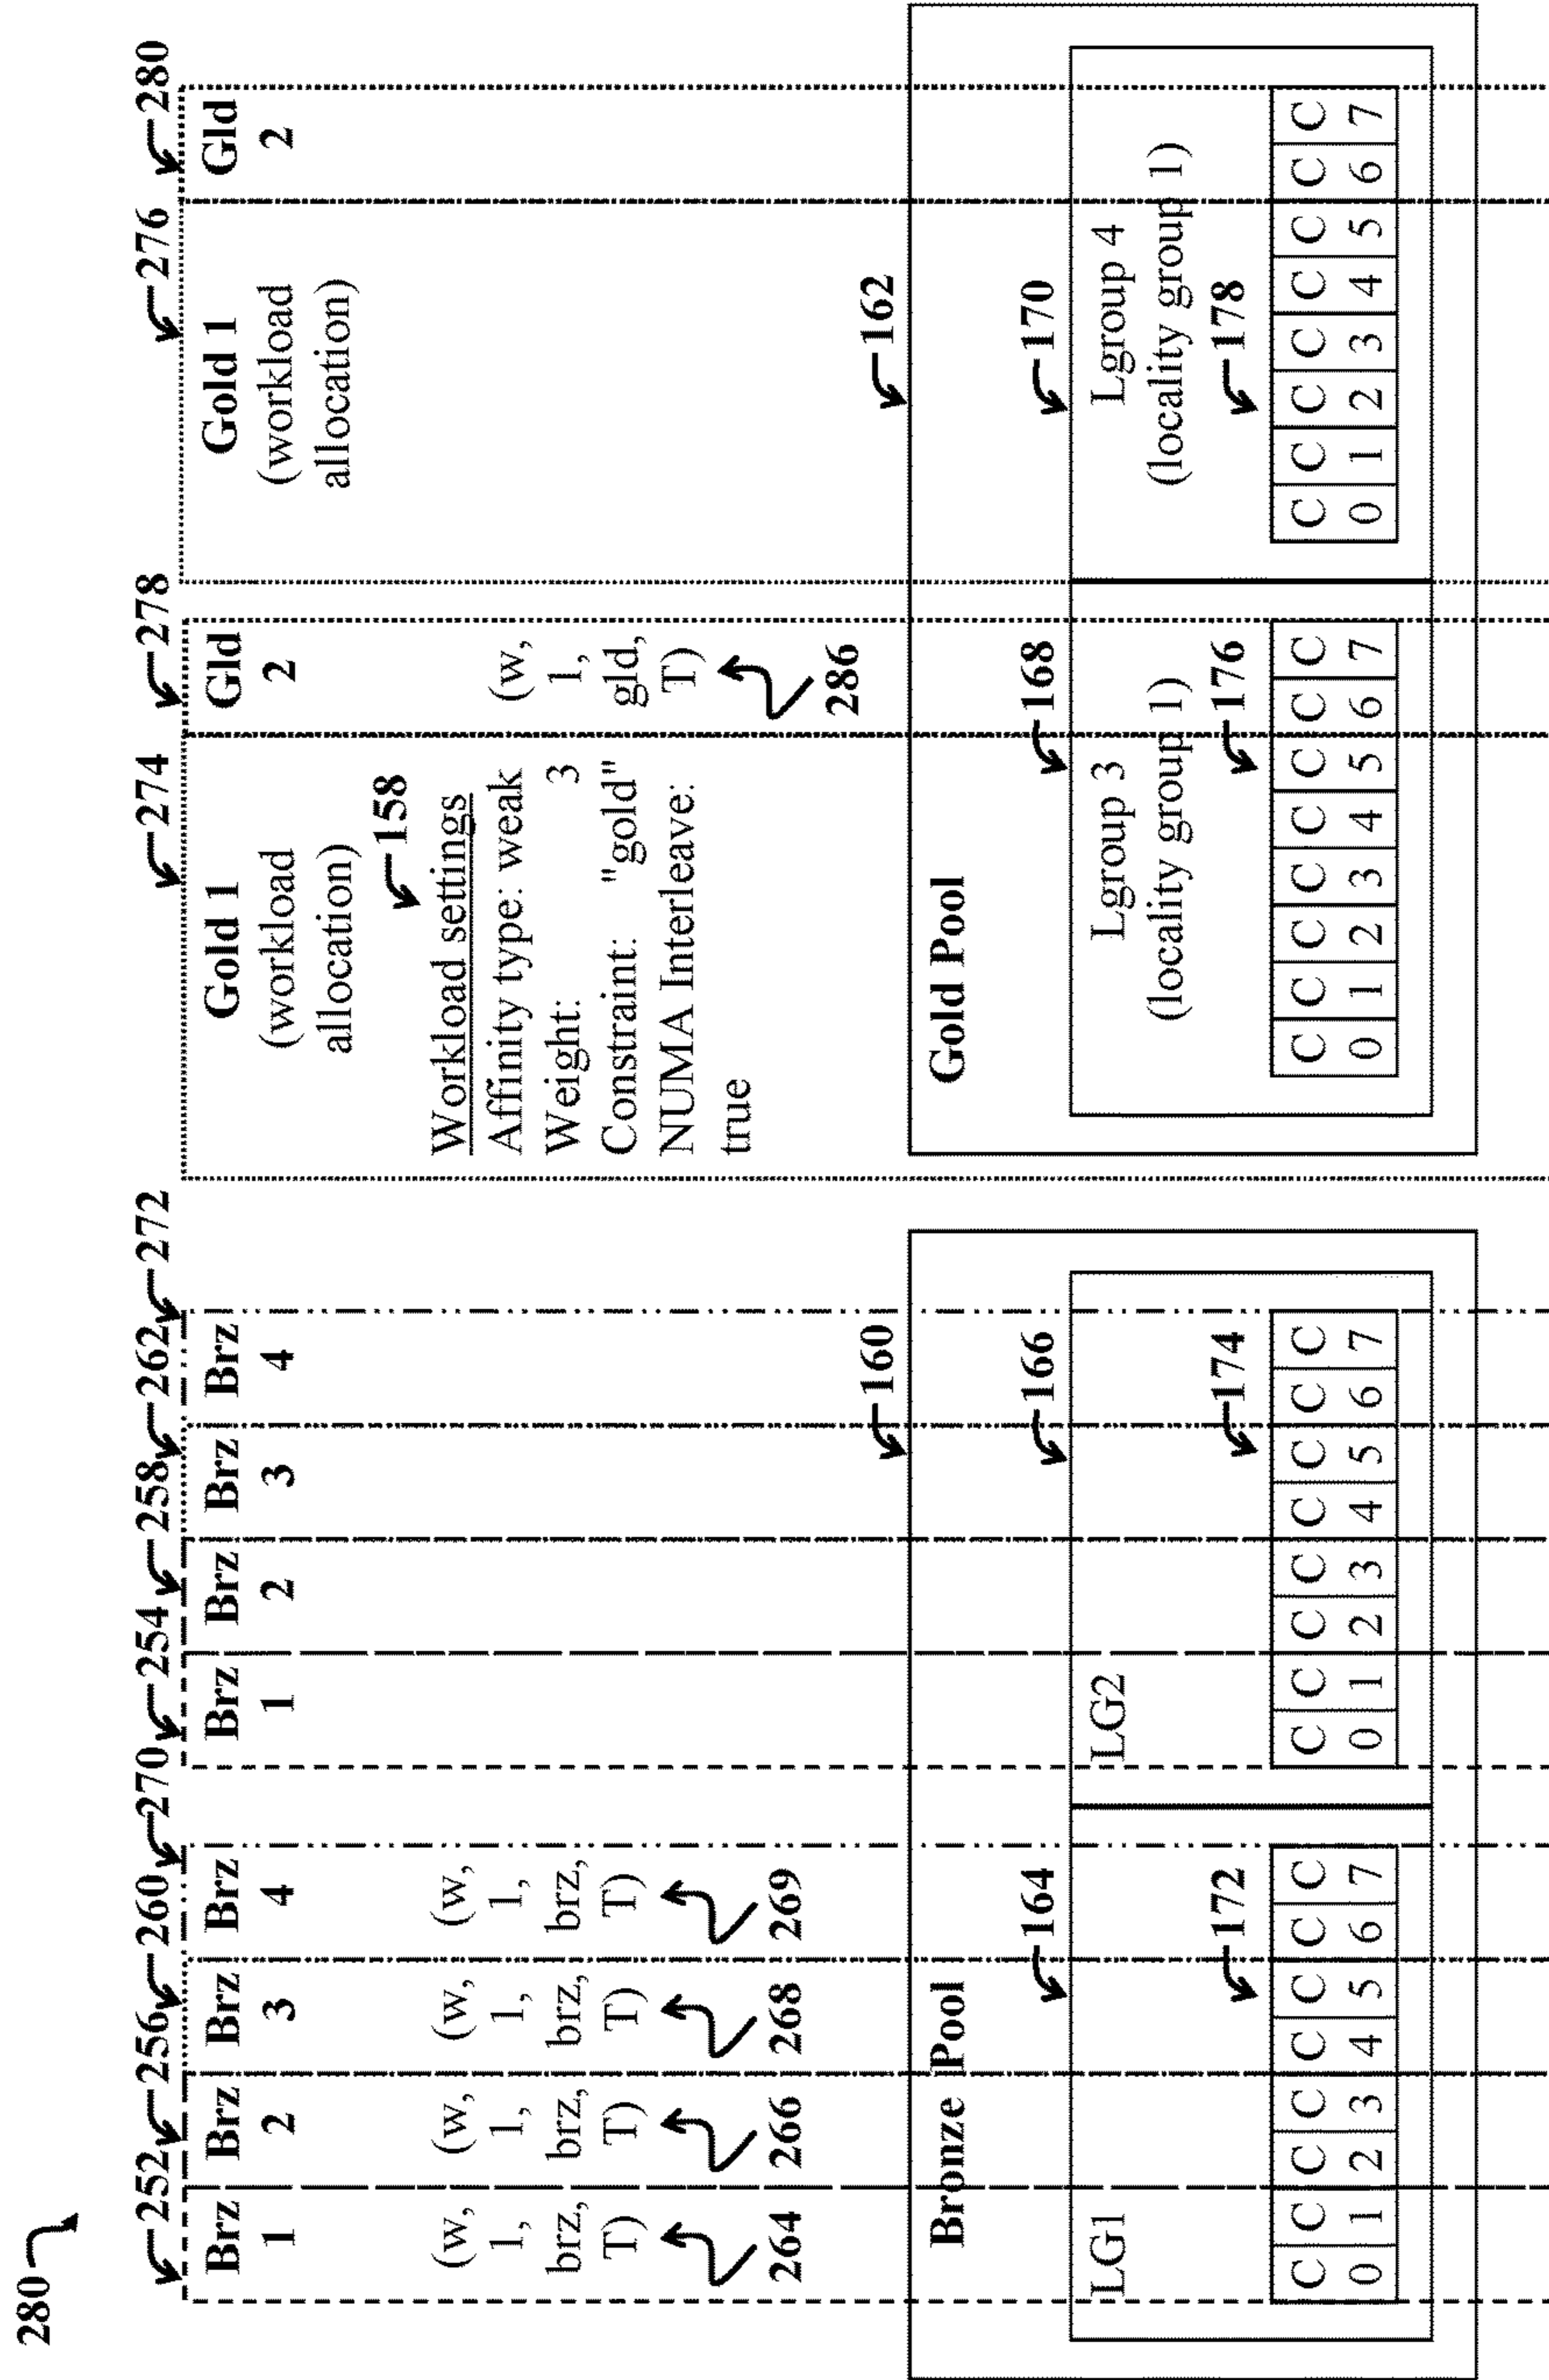 280
252 256 260 270 254 258 262 272 274 278 276 280
Brz 1
Brz 2
Brz 3
Brz 4
Brz 1
Brz 2
Brz 3
Brz 4
Gold 1
(workload
allocation)
Gld
2
Gold 1
(workload
allocation)
Gld
2
(w,
1,
brz,
T)
264
(w,
1,
brz,
T)
266
(w,
1,
brz,
T)
268
(w,
1,
brz,
T)
269
158
Workload settings
Affinity type: weak
Weight: 3
Constraint: "gold"
NUMA Interleave:
true
(w,
1,
gld,
T)
286
160
Bronze Pool
164
LG1
172
C C C C C C C C
0 1 2 3 4 5 6 7
166
LG2
174
C C C C C C C C
0 1 2 3 4 5 6 7
162
Gold Pool
168
Lgroup 3
(locality group 1)
176
C C C C C C C C
0 1 2 3 4 5 6 7
170
Lgroup 4
(locality group 1)
178
C C C C C C C C
0 1 2 3 4 5 6 7